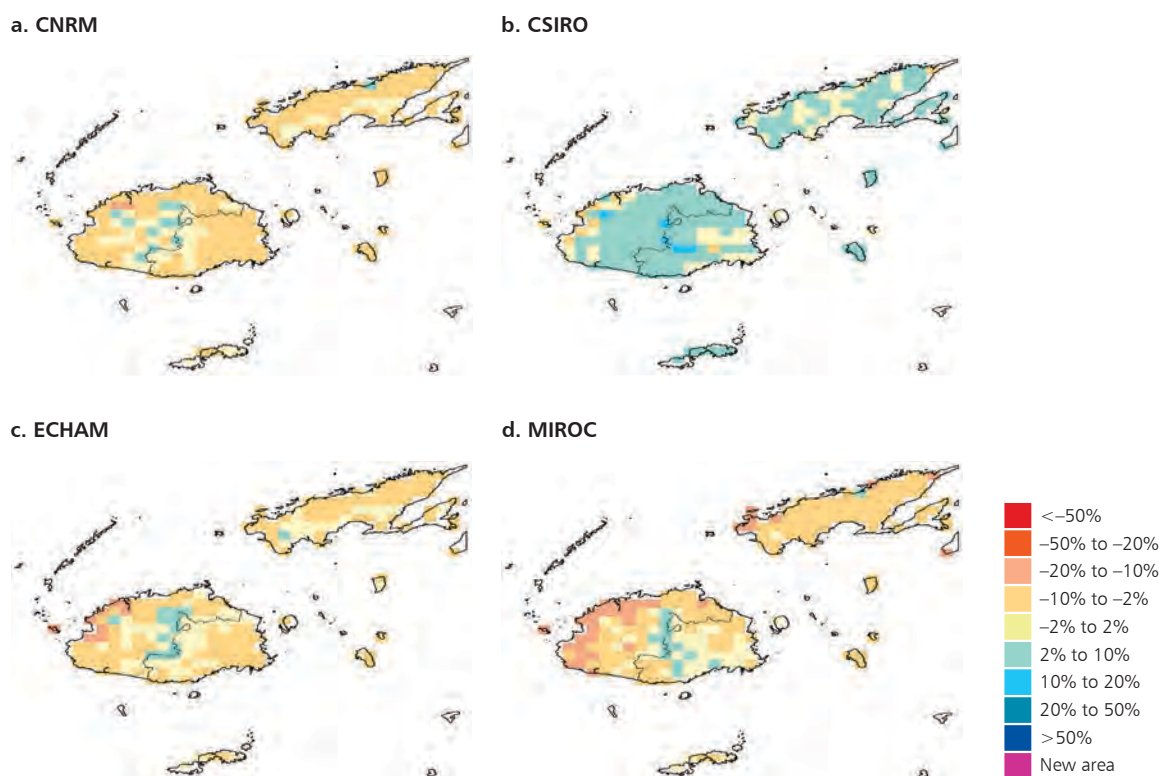 a. CNRM
b. CSIRO
c. ECHAM
d. MIROC
<–50%
–50% to –20%
–20% to –10%
–10% to –2%
–2% to 2%
2% to 10%
10% to 20%
20% to 50%
>50%
New area